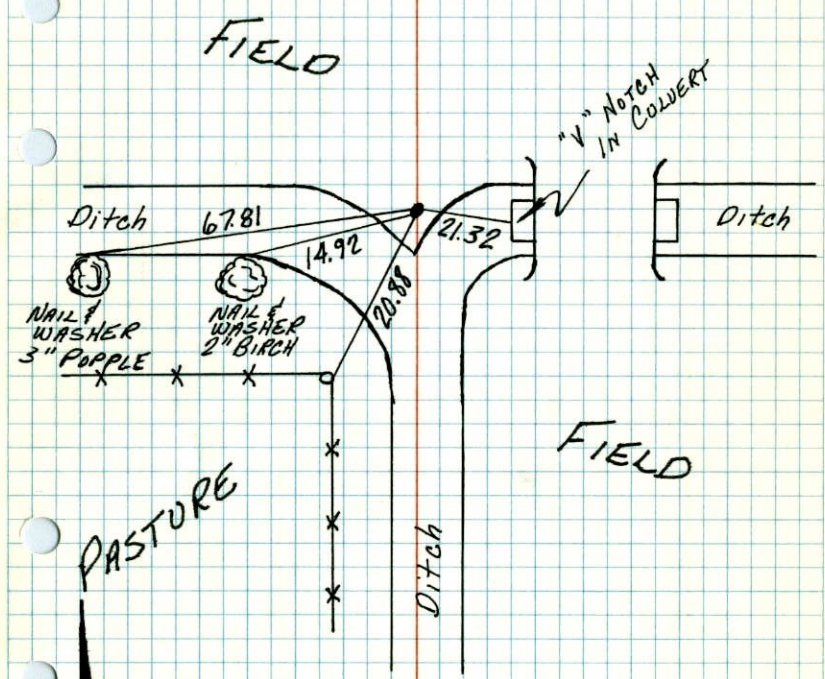 FIELD
"V" NOTCH
IN COLVERT
Ditch
67.81
14.92
21.32
Ditch
20.88
NAIL &
WASHER
3" POPPLE
NAIL &
WASHER
2" BIRCH
FIELD
PASTURE
Ditch